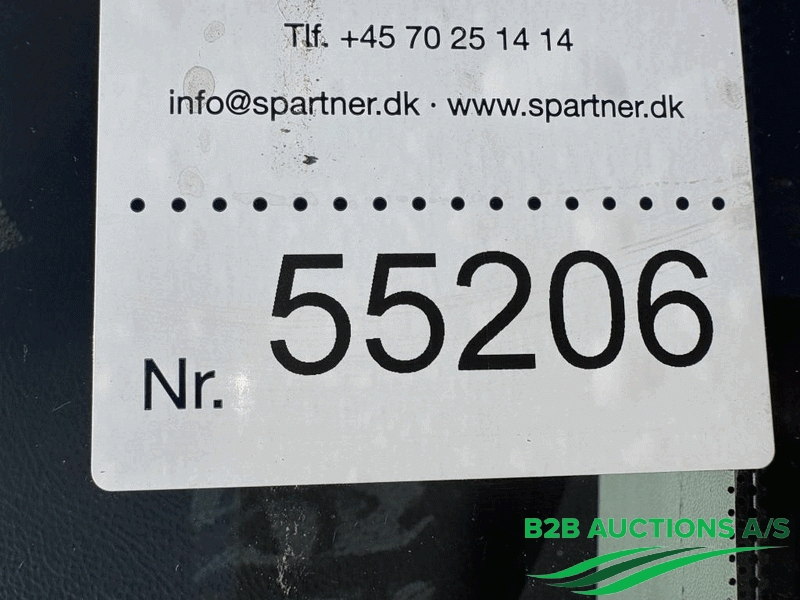 Tlf. +45 70 25 14 14
info@spartner.dk · www.spartner.dk
Nr. 55206
B2B AUCTIONS A/S